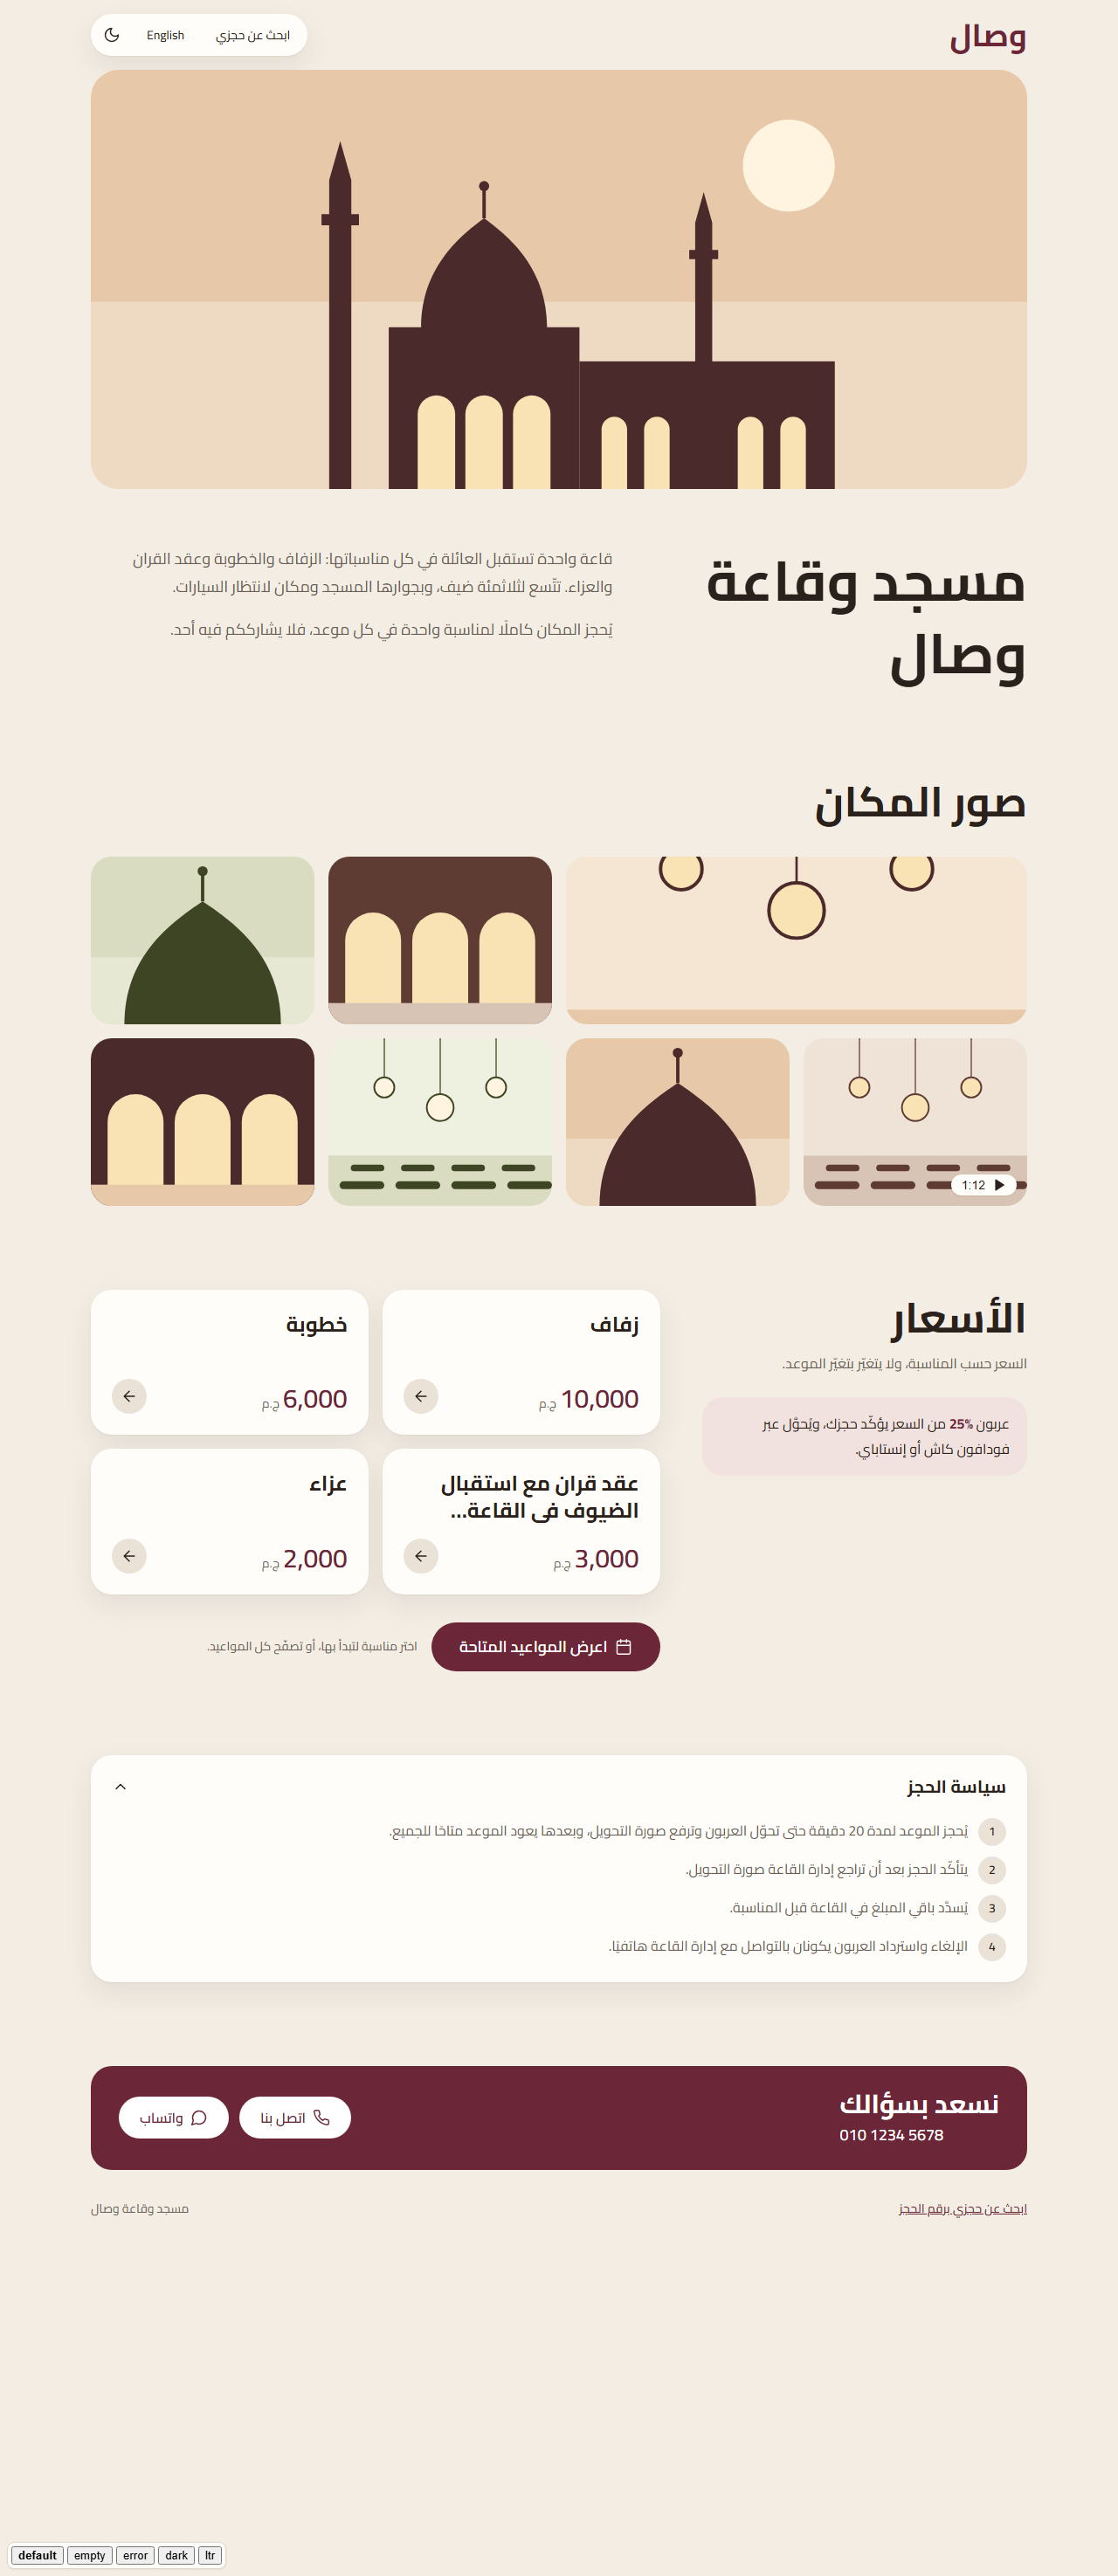 وصال
ابحث عن حجزي
English
مسجد وقاعة
وصال
قاعة واحدة تستقبل العائلة في كل مناسباتها: الزفاف والخطوبة وعقد القران
والعزاء. تتّسع لثلاثمئة ضيف، وبجوارها المسجد ومكان لانتظار السيارات.
يُحجز المكان كاملًا لمناسبة واحدة في كل موعد، فلا يشارككم فيه أحد.
صور المكان
1:12
الأسعار
السعر حسب المناسبة، ولا يتغيّر بتغيّر الموعد.
عربون 25% من السعر يؤكّد حجزك، ويُحوَّل عبر
فودافون كاش أو إنستاباي.
زفاف
10,000 ج.م
خطوبة
6,000 ج.م
عقد قران مع استقبال
الضيوف في القاعة...
3,000 ج.م
عزاء
2,000 ج.م
اعرض المواعيد المتاحة
اختر مناسبة لتبدأ بها، أو تصفّح كل المواعيد.
سياسة الحجز
1 يُحجز الموعد لمدة 20 دقيقة حتى تحوّل العربون وترفع صورة التحويل، وبعدها يعود الموعد متاحًا للجميع.
2 يتأكّد الحجز بعد أن تراجع إدارة القاعة صورة التحويل.
3 يُسدَّد باقي المبلغ في القاعة قبل المناسبة.
4 الإلغاء واسترداد العربون يكونان بالتواصل مع إدارة القاعة هاتفيًا.
نسعد بسؤالك
010 1234 5678
اتصل بنا
واتساب
ابحث عن حجزي برقم الحجز
مسجد وقاعة وصال
default empty error dark ltr